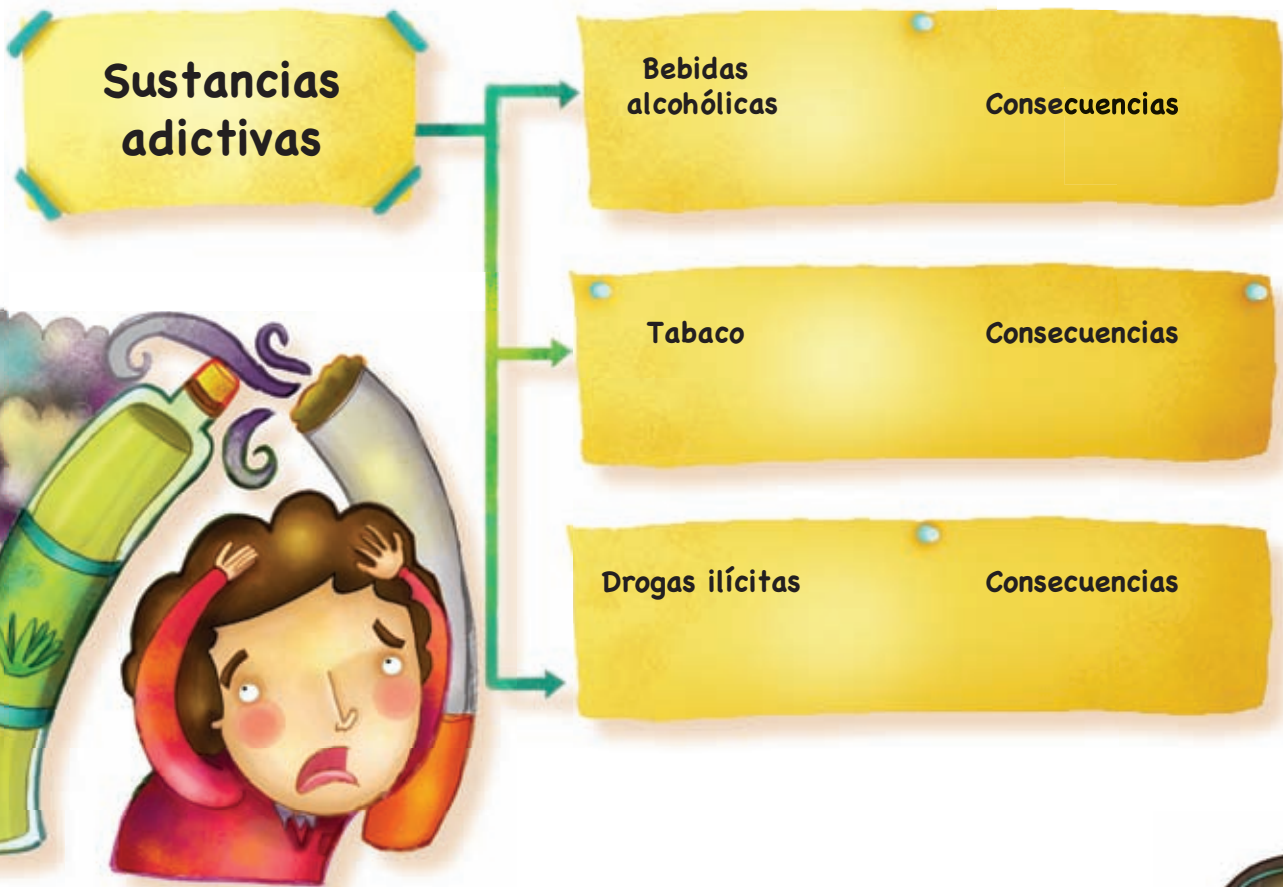 Sustancias
adictivas
Bebidas
alcohólicas
Consecuencias
Tabaco
Consecuencias
Drogas ilícitas
Consecuencias